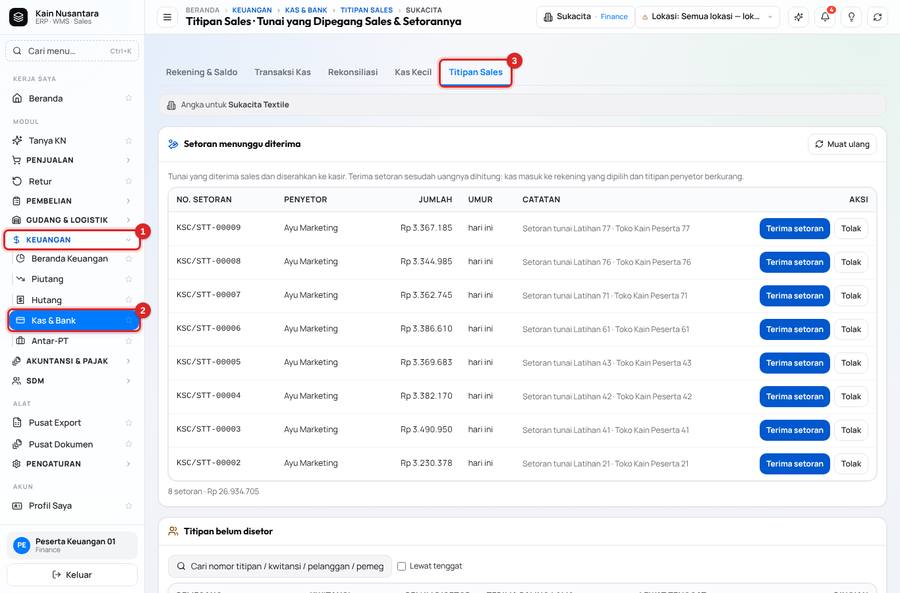 Kain Nusantara
ERP · WMS · Sales
Cari menu... Ctrl+K
KERJA SAYA
Beranda
MODUL
Tanya KN
PENJUALAN
Retur
PEMBELIAN
GUDANG & LOGISTIK
KEUANGAN
1
Beranda Keuangan
Piutang
Hutang
Kas & Bank
2
Antar-PT
AKUNTANSI & PAJAK
SDM
ALAT
Pusat Export
Pusat Dokumen
PENGATURAN
AKUN
Profil Saya
PE
Peserta Keuangan 01
Finance
Keluar
BERANDA › KEUANGAN › KAS & BANK › TITIPAN SALES › SUKACITA
Titipan Sales · Tunai yang Dipegang Sales & Setorannya
Sukacita · Finance
Lokasi: Semua lokasi — lok...
4
Rekening & Saldo Transaksi Kas Rekonsiliasi Kas Kecil Titipan Sales
3
Angka untuk Sukacita Textile
Setoran menunggu diterima
Muat ulang
Tunai yang diterima sales dan diserahkan ke kasir. Terima setoran sesudah uangnya dihitung: kas masuk ke rekening yang dipilih dan titipan penyetor berkurang.
NO. SETORAN PENYETOR JUMLAH UMUR CATATAN AKSI
KSC/STT-00009 Ayu Marketing Rp 3.367.185 hari ini Setoran tunai Latihan 77 · Toko Kain Peserta 77 Terima setoran Tolak
KSC/STT-00008 Ayu Marketing Rp 3.344.985 hari ini Setoran tunai Latihan 76 · Toko Kain Peserta 76 Terima setoran Tolak
KSC/STT-00007 Ayu Marketing Rp 3.362.745 hari ini Setoran tunai Latihan 71 · Toko Kain Peserta 71 Terima setoran Tolak
KSC/STT-00006 Ayu Marketing Rp 3.386.610 hari ini Setoran tunai Latihan 61 · Toko Kain Peserta 61 Terima setoran Tolak
KSC/STT-00005 Ayu Marketing Rp 3.369.683 hari ini Setoran tunai Latihan 43 · Toko Kain Peserta 43 Terima setoran Tolak
KSC/STT-00004 Ayu Marketing Rp 3.382.170 hari ini Setoran tunai Latihan 42 · Toko Kain Peserta 42 Terima setoran Tolak
KSC/STT-00003 Ayu Marketing Rp 3.490.950 hari ini Setoran tunai Latihan 41 · Toko Kain Peserta 41 Terima setoran Tolak
KSC/STT-00002 Ayu Marketing Rp 3.230.378 hari ini Setoran tunai Latihan 21 · Toko Kain Peserta 21 Terima setoran Tolak
8 setoran · Rp 26.934.705
Titipan belum disetor
Cari nomor titipan / kwitansi / pelanggan / pemeg
Lewat tenggat